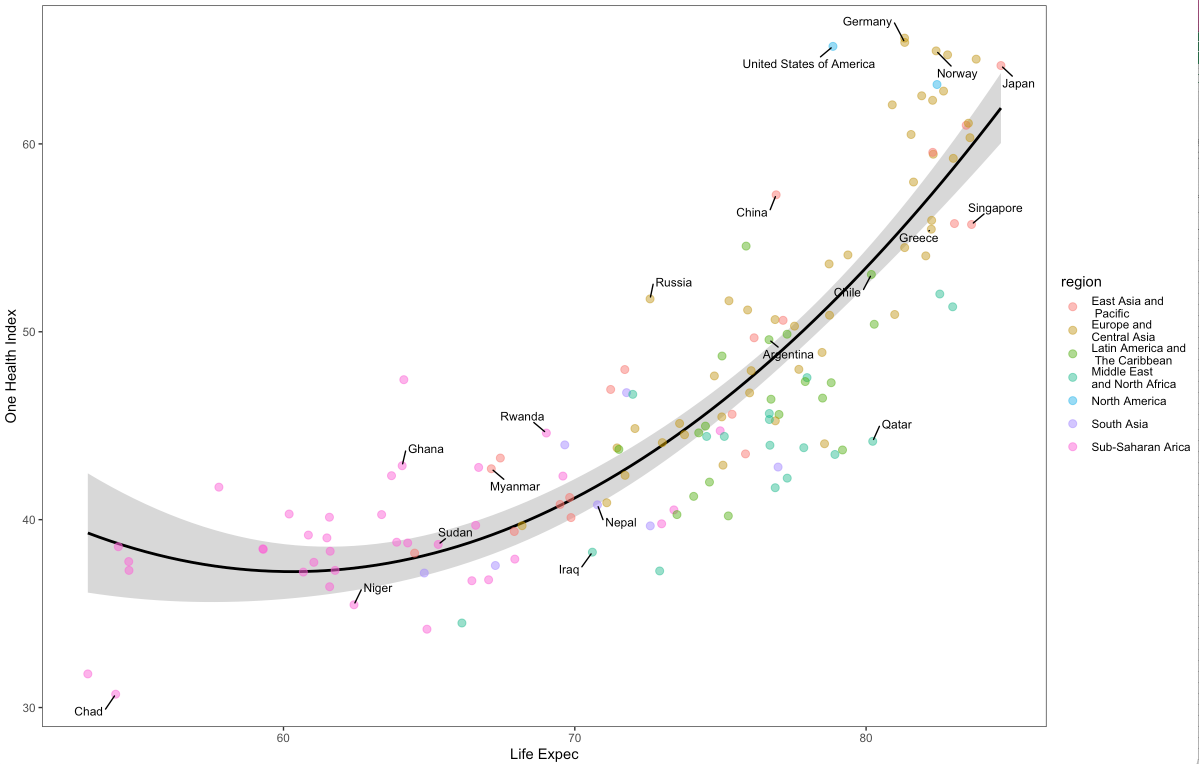 Germany
United States of America
Norway
Japan
60
China
Singapore
Greece
Russia
Chile
region
East Asia and
Pacific
Europe and
Central Asia
Latin America and
The Caribbean
Middle East
and North Africa
North America
South Asia
Sub-Saharan Arica
50
One Health Index
Argentina
Rwanda
Qatar
Ghana
Myanmar
40
Nepal
Sudan
Iraq
Niger
30
Chad
60
70
80
Life Expec